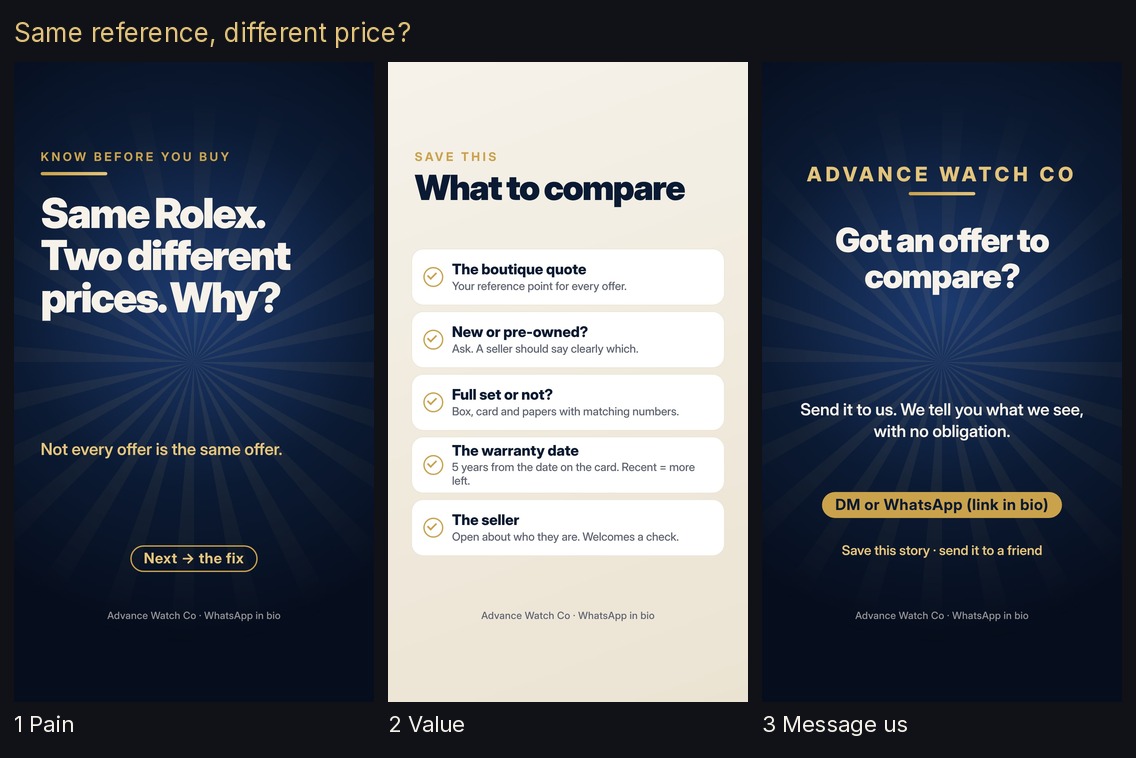 Same reference, different price?
KNOW BEFORE YOU BUY
Same Rolex.
Two different
prices. Why?
Not every offer is the same offer.
Next → the fix
Advance Watch Co · WhatsApp in bio
1 Pain
SAVE THIS
What to compare
The boutique quote
Your reference point for every offer.
New or pre-owned?
Ask. A seller should say clearly which.
Full set or not?
Box, card and papers with matching numbers.
The warranty date
5 years from the date on the card. Recent = more
left.
The seller
Open about who they are. Welcomes a check.
Advance Watch Co · WhatsApp in bio
2 Value
ADVANCE WATCH CO
Got an offer to
compare?
Send it to us. We tell you what we see,
with no obligation.
DM or WhatsApp (link in bio)
Save this story · send it to a friend
Advance Watch Co · WhatsApp in bio
3 Message us